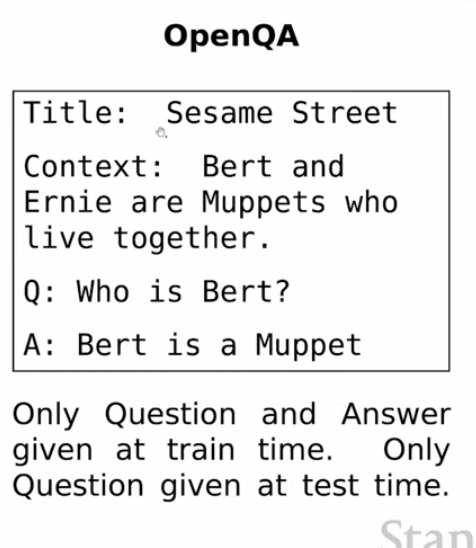 OpenQA
Title: Sesame Street
Context: Bert and
Ernie are Muppets who
live together.
Q: Who is Bert?
A: Bert is a Muppet
Only Question and Answer
given at train time. Only
Question given at test time.
Stan